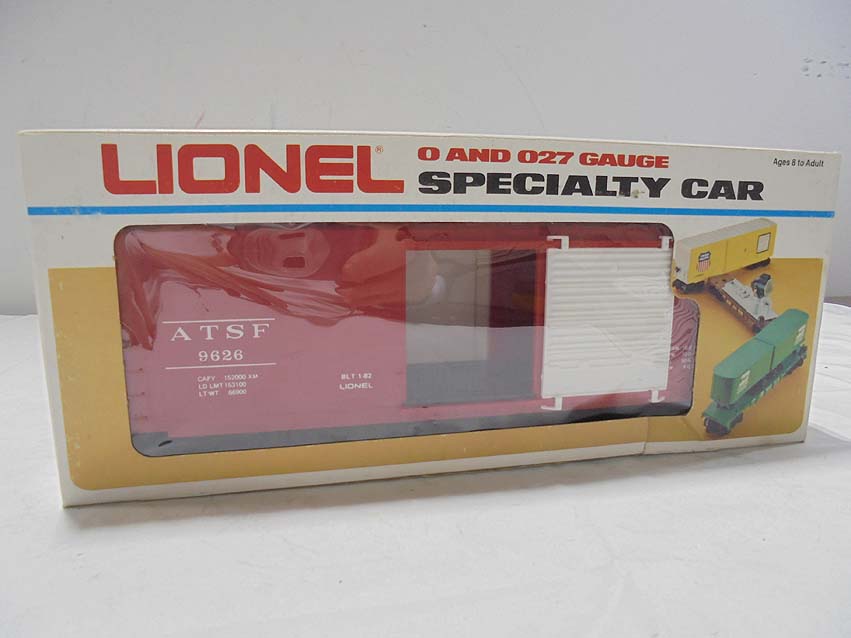 LIONEL®
O AND O27 GAUGE
SPECIALTY CAR
Ages 8 to Adult
ATSF
9626
CAPY 152000 XM
LD LMT 153100
LT WT 66900
BLT 1-82
LIONEL